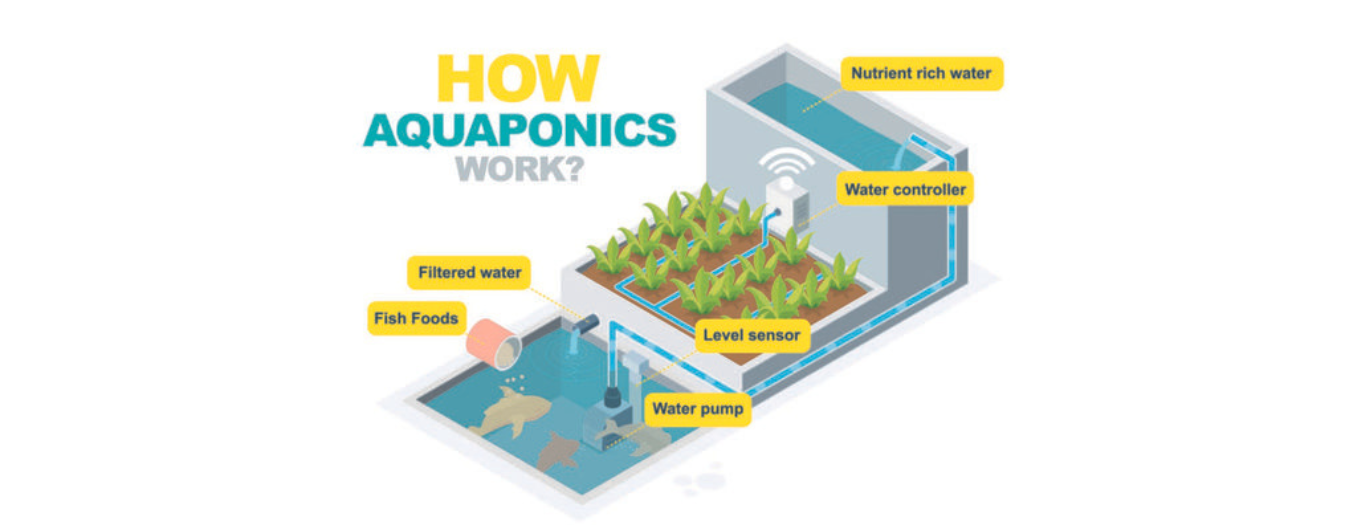 HOW
AQUAPONICS
WORK?
Nutrient rich water
Water controller
Filtered water
Fish Foods
Level sensor
Water pump